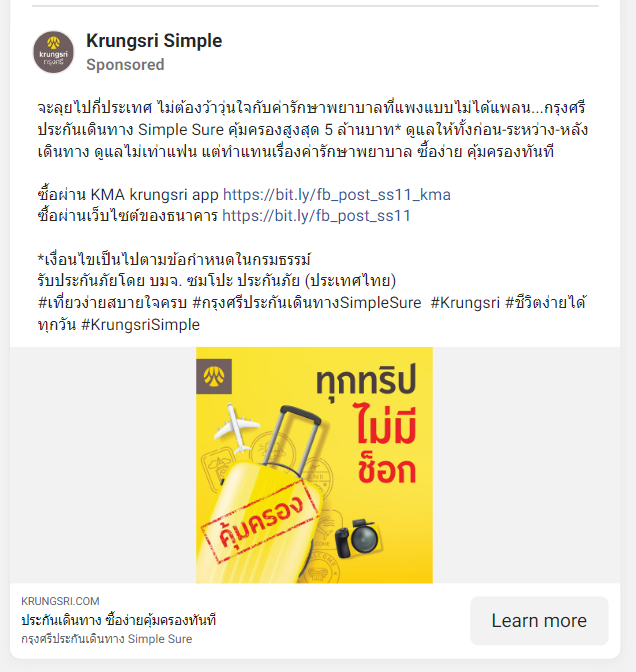 krungsri
กรุงศรี
Krungsri Simple
Sponsored
จะลุยไปกี่ประเทศ ไม่ต้องว้าวุ่นใจกับค่ารักษาพยาบาลที่แพงแบบไม่ได้แพลน...กรุงศรี
ประกันเดินทาง Simple Sure คุ้มครองสูงสุด 5 ล้านบาท* ดูแลให้ทั้งก่อน-ระหว่าง-หลัง
เดินทาง ดูแลไม่เท่าแฟน แต่ทำแทนเรื่องค่ารักษาพยาบาล ซื้อง่าย คุ้มครองทันที
ซื้อผ่าน KMA krungsri app https://bit.ly/fb_post_ss11_kma
ซื้อผ่านเว็บไซต์ของธนาคาร https://bit.ly/fb_post_ss11
*เงื่อนไขเป็นไปตามข้อกำหนดในกรมธรรม์
รับประกันภัยโดย บมจ. ซมโปะ ประกันภัย (ประเทศไทย)
#เที่ยวง่ายสบายใจครบ #กรุงศรีประกันเดินทางSimpleSure #Krungsri #ชีวิตง่ายได้
ทุกวัน #KrungsriSimple
ทุกทริป
ไม่มี
ช็อก
คุ้มครอง
KRUNGSRI.COM
ประกันเดินทาง ซื้อง่ายคุ้มครองทันที
กรุงศรีประกันเดินทาง Simple Sure
Learn more